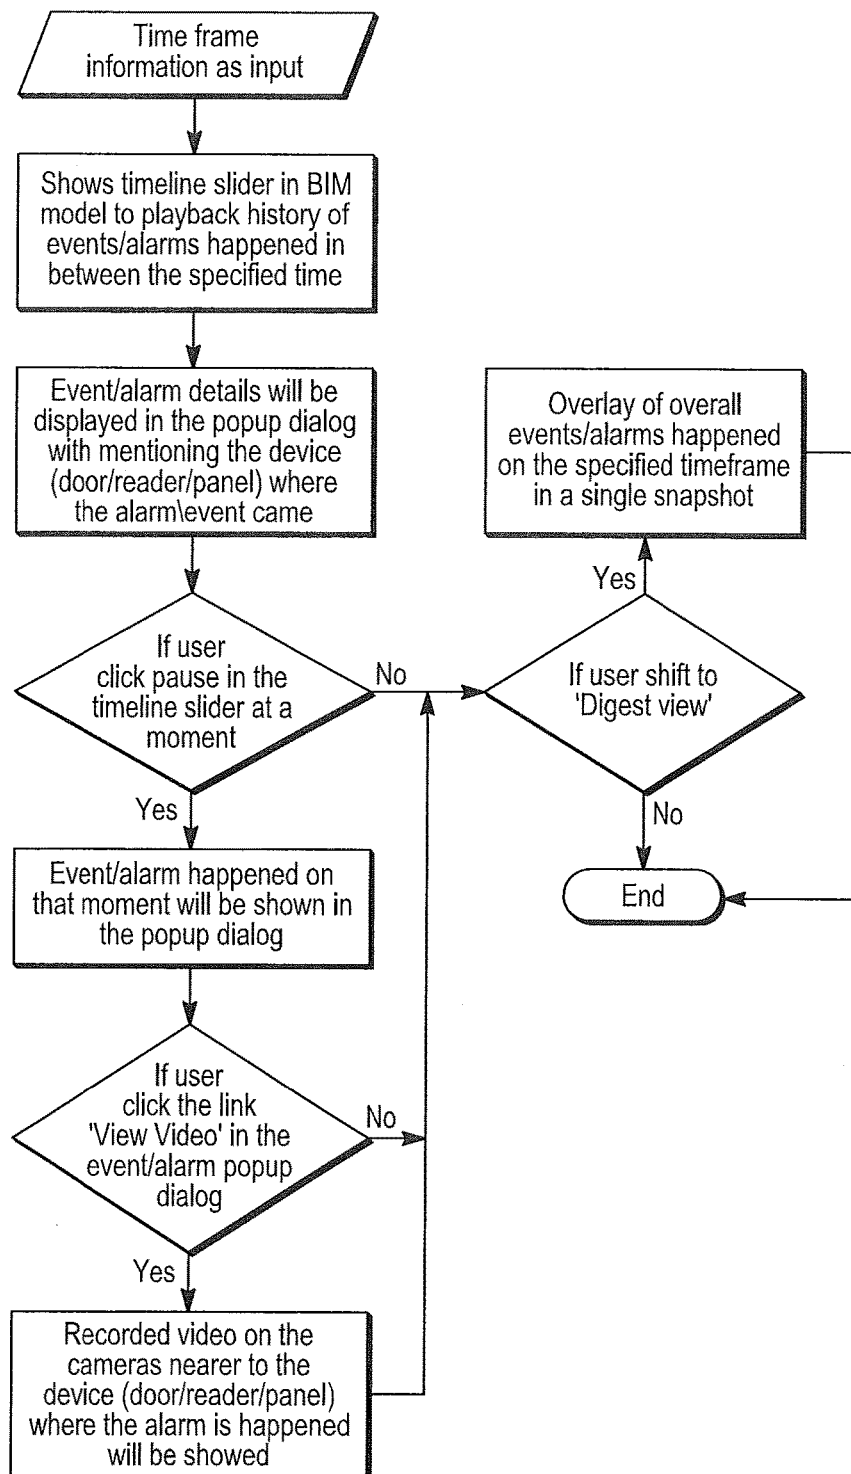 Time frame
information as input
Shows timeline slider in BIM
model to playback history of
events/alarms happened in
between the specified time
Event/alarm details will be
displayed in the popup dialog
with mentioning the device
(door/reader/panel) where
the alarm\event came
If user
click pause in the
timeline slider at a
moment
No
Yes
Event/alarm happened on
that moment will be shown in
the popup dialog
If user
click the link
'View Video' in the
event/alarm popup
dialog
No
Yes
Recorded video on the
cameras nearer to the
device (door/reader/panel)
where the alarm is happened
will be showed
Overlay of overall
events/alarms happened
on the specified timeframe
in a single snapshot
Yes
If user shift to
'Digest view'
No
End